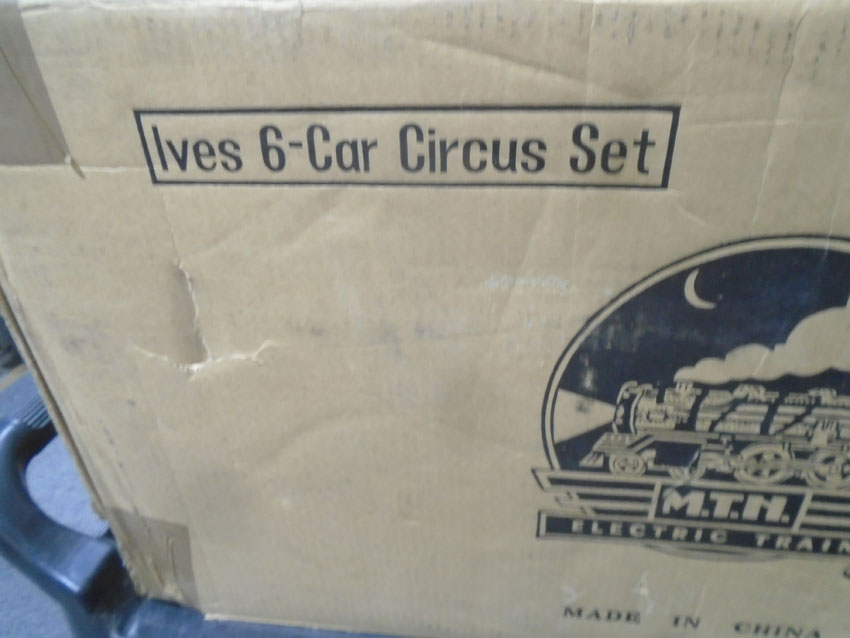 Ives 6-Car Circus Set
M.T.H.
ELECTRIC TRAIN
MADE IN CHINA